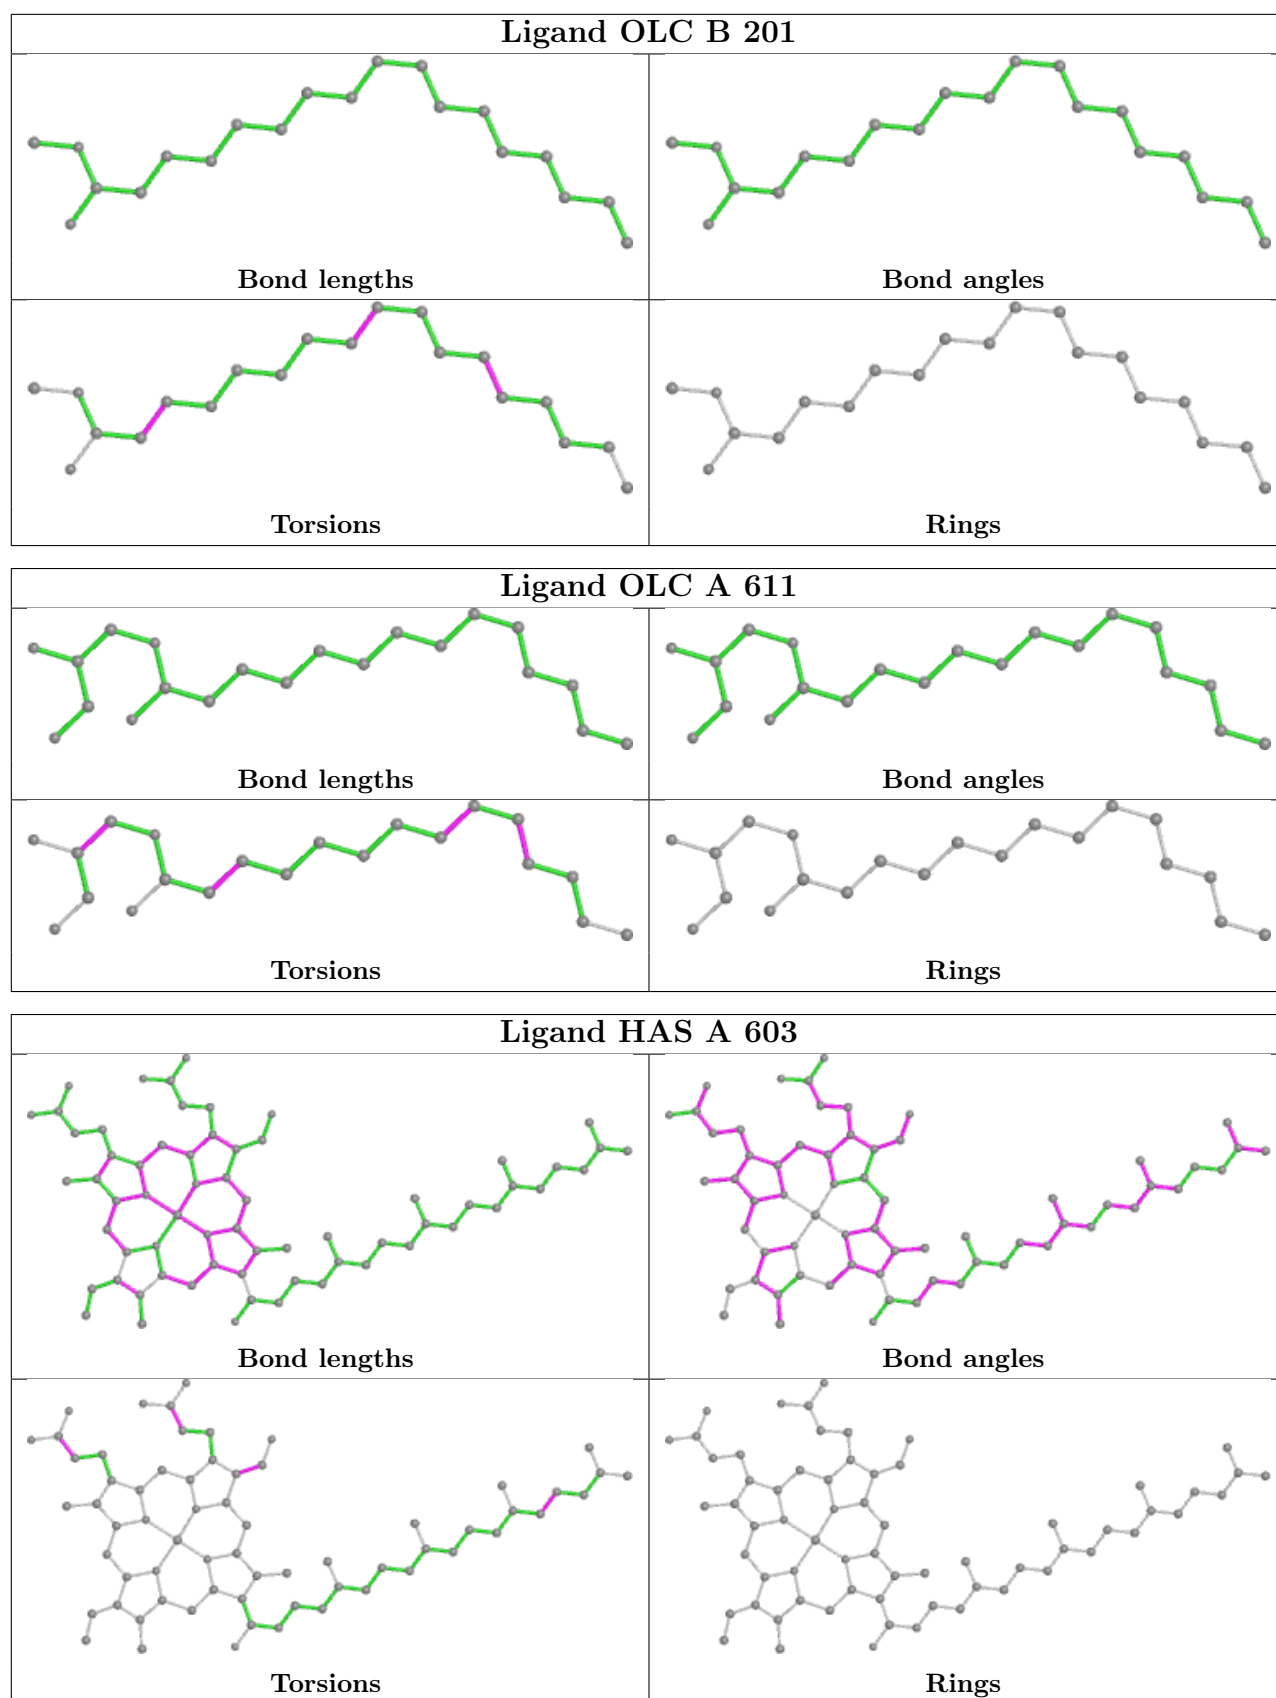 Ligand OLC B 201
Bond lengths
Bond angles
Torsions
Rings
Ligand OLC A 611
Bond lengths
Bond angles
Torsions
Rings
Ligand HAS A 603
Bond lengths
Bond angles
Torsions
Rings